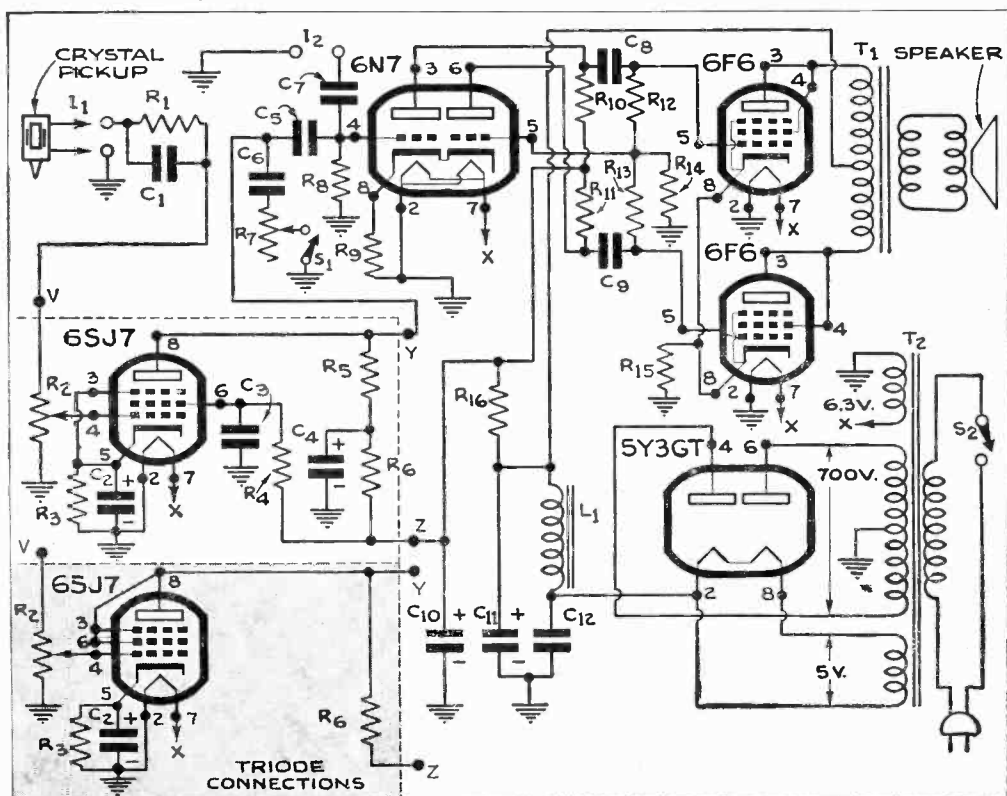 CRYSTAL
PICKUP
I1
R1
C1
V
I2
C7
C5
C6
R7
S1
R8
4
6N7
3
6
5
8
2
7
X
R9
C8
R10
R12
R13
R11
R14
C9
6F6
3
4
5
8
2
7
X
6F6
3
5
4
8
2
7
X
R15
T1
SPEAKER
6SJ7
8
Y
R2
3
4
5
6
C3
C2
+
-
2
7
X
R3
R4
C4
+
-
R5
R6
Z
R16
L1
C10
+
-
C11
+
-
C12
5Y3GT
4
6
2
8
700V.
5V.
6.3V.
X
T2
S2
V
6SJ7
8
Y
R2
3
6
4
5
C2
+
-
2
7
X
R3
R6
Z
TRIODE
CONNECTIONS